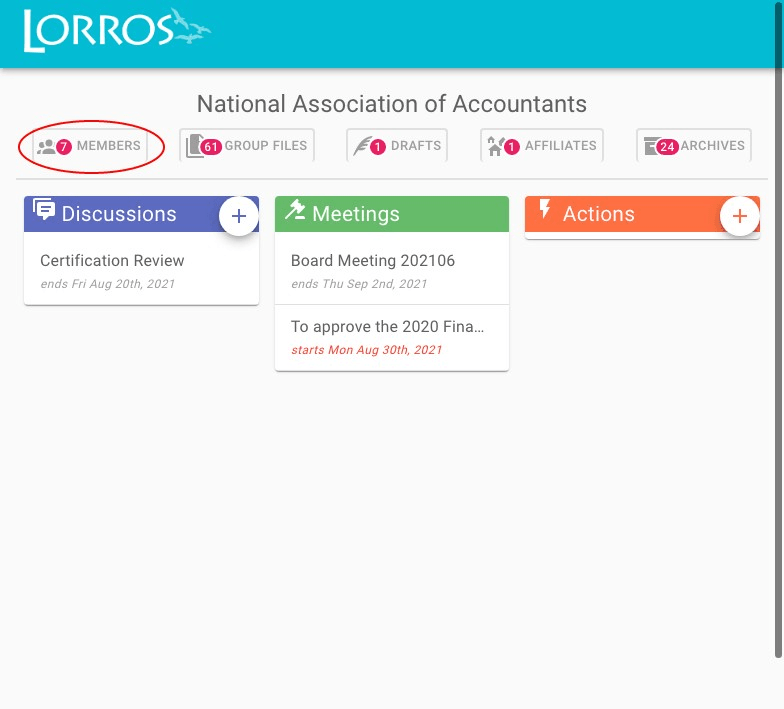 LORROS
National Association of Accountants
7 MEMBERS 61 GROUP FILES 1 DRAFTS 1 AFFILIATES 24 ARCHIVES
Discussions + Meetings Actions +
Certification Review
ends Fri Aug 20th, 2021
Board Meeting 202106
ends Thu Sep 2nd, 2021
To approve the 2020 Fina...
starts Mon Aug 30th, 2021